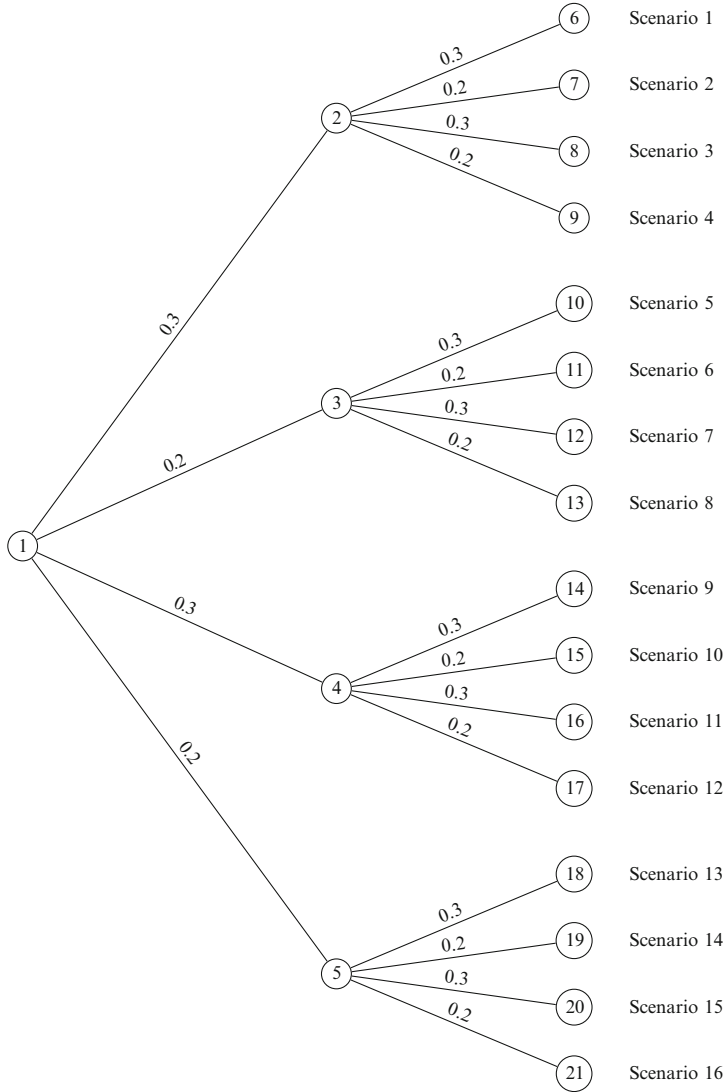 6 Scenario 1
0.3
7 Scenario 2
0.2
2
0.3
8 Scenario 3
0.2
9 Scenario 4
0.3
10 Scenario 5
0.3
11 Scenario 6
0.2
3
0.3
12 Scenario 7
0.2
0.2
13 Scenario 8
1
14 Scenario 9
0.3
0.3
15 Scenario 10
0.2
4
0.3
16 Scenario 11
0.2
0.2
17 Scenario 12
18 Scenario 13
0.3
19 Scenario 14
0.2
5
0.3
20 Scenario 15
0.2
21 Scenario 16